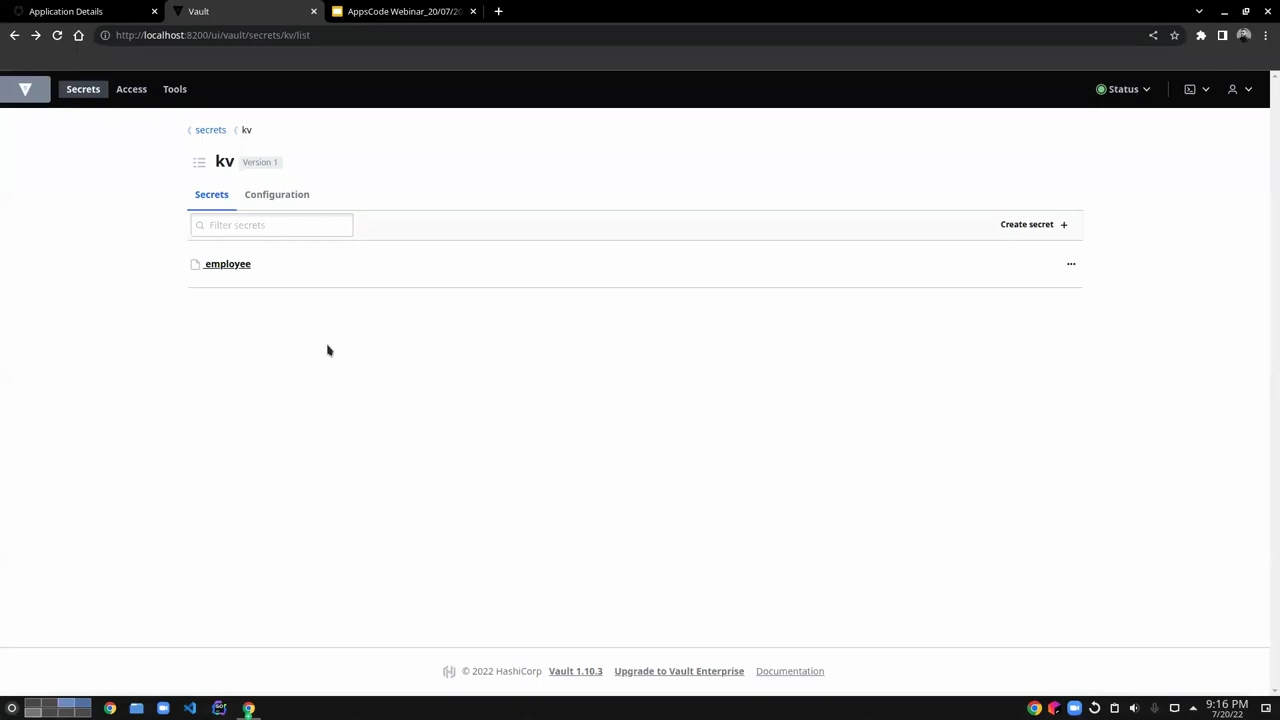 Application Details
Vault
AppsCode Webinar_20/07/20
http://localhost:8200/ui/vault/secrets/kv/list
Secrets Access Tools
Status
secrets kv
kv Version 1
Secrets Configuration
Filter secrets
Create secret +
employee
© 2022 HashiCorp Vault 1.10.3 Upgrade to Vault Enterprise Documentation
9:16 PM
7/20/22